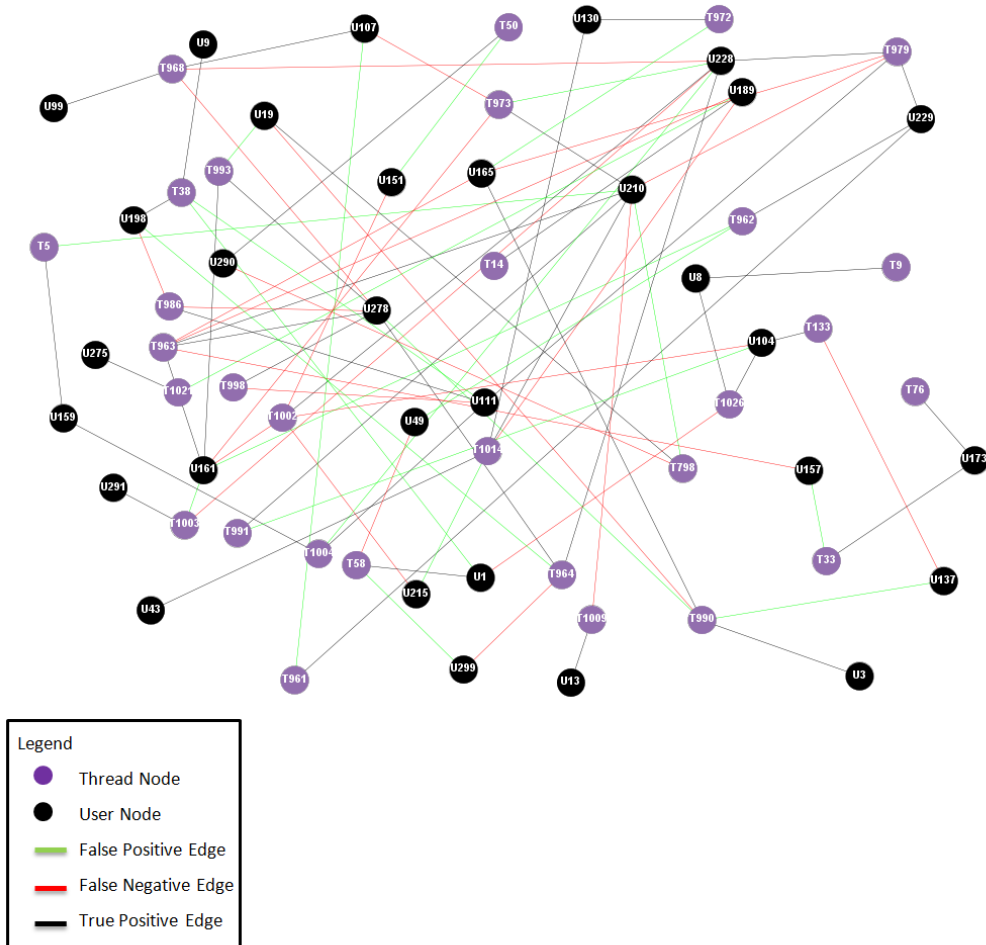 U130
T972
U107
T50
U9
T979
U228
T968
U189
U99
T973
U19
U229
T993
U165
U151
U210
T38
U198
T962
T5
U290
T14
T9
U8
T986
U278
T133
U104
T963
U275
T1021
T998
T76
U111
T1026
U159
T1002
U49
T1014
U173
U161
T798
U157
U291
T1003
T991
T1004
T58
T33
U1
T964
U137
U215
U43
T1009
T990
U299
U3
T961
U13
Legend
Thread Node
User Node
False Positive Edge
False Negative Edge
True Positive Edge